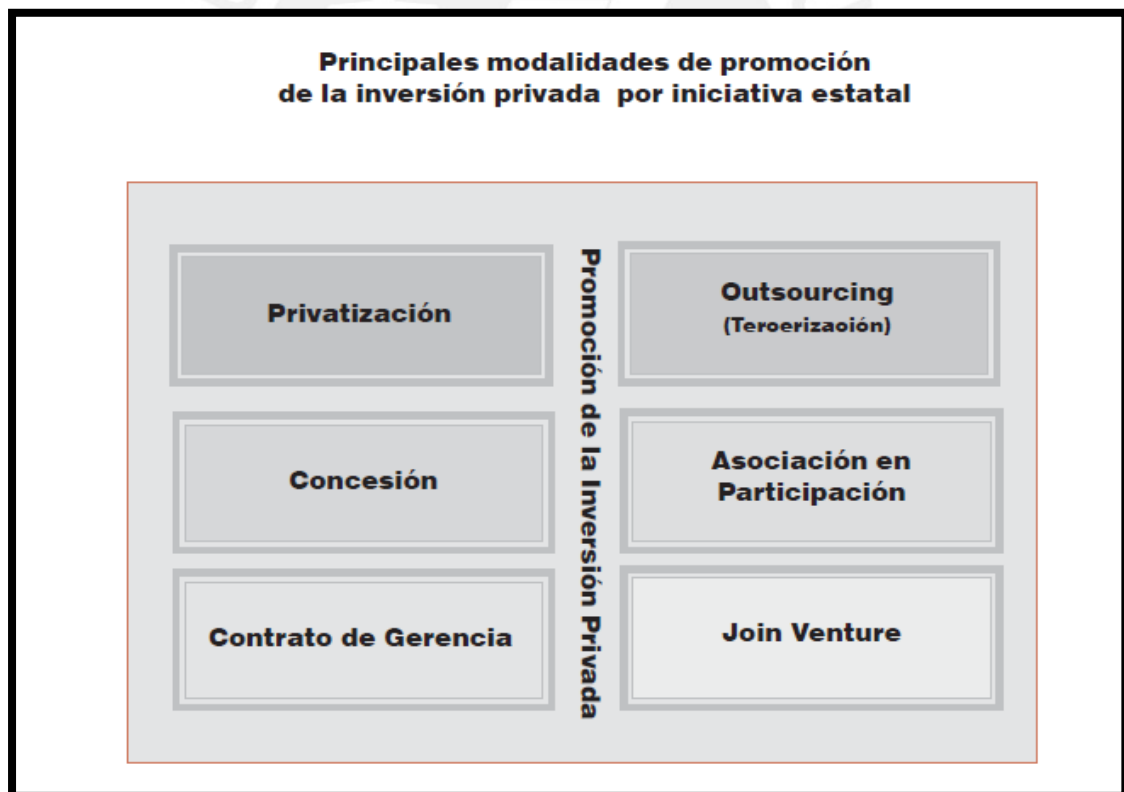 Principales modalidades de promoción
de la inversión privada por iniciativa estatal
Privatización
Concesión
Contrato de Gerencia
Promoción de la Inversión Privada
Outsourcing
(Teroerizaoión)
Asociación en
Participación
Join Venture